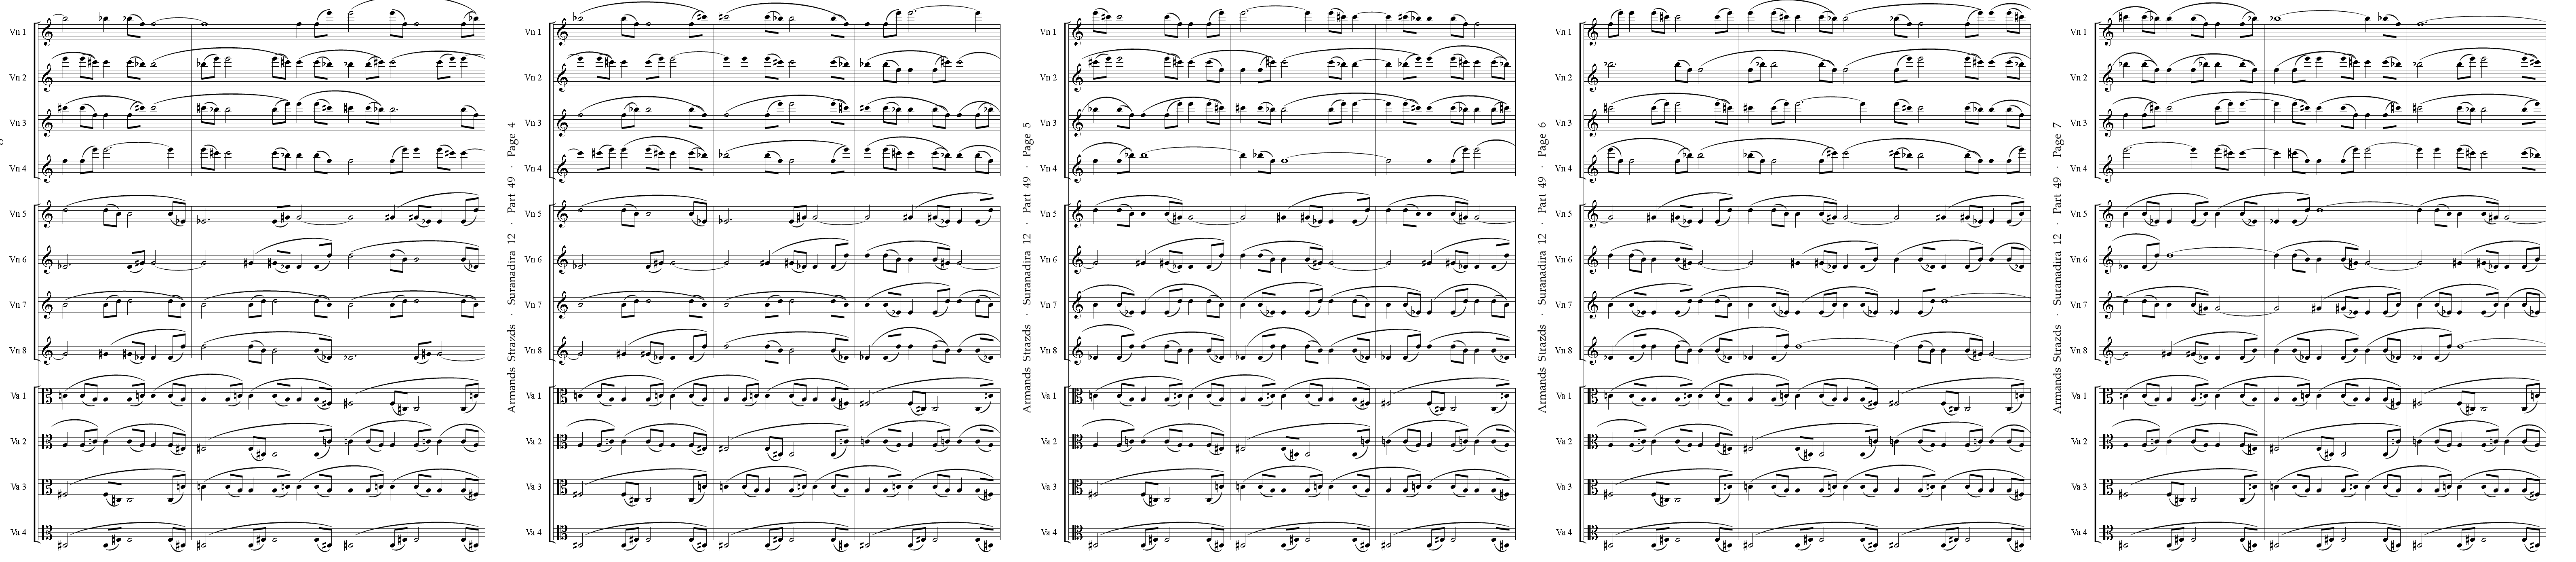 Vn 1
Vn 2
Vn 3
Vn 4
Vn 5
Vn 6
Vn 7
Vn 8
Va 1
Va 2
Va 3
Va 4
Armands Strazds · Suranadira 12 · Part 49 · Page 4
Vn 1
Vn 2
Vn 3
Vn 4
Vn 5
Vn 6
Vn 7
Vn 8
Va 1
Va 2
Va 3
Va 4
Armands Strazds · Suranadira 12 · Part 49 · Page 5
Vn 1
Vn 2
Vn 3
Vn 4
Vn 5
Vn 6
Vn 7
Vn 8
Va 1
Va 2
Va 3
Va 4
Armands Strazds · Suranadira 12 · Part 49 · Page 6
Vn 1
Vn 2
Vn 3
Vn 4
Vn 5
Vn 6
Vn 7
Vn 8
Va 1
Va 2
Va 3
Va 4
Armands Strazds · Suranadira 12 · Part 49 · Page 7
Vn 1
Vn 2
Vn 3
Vn 4
Vn 5
Vn 6
Vn 7
Vn 8
Va 1
Va 2
Va 3
Va 4